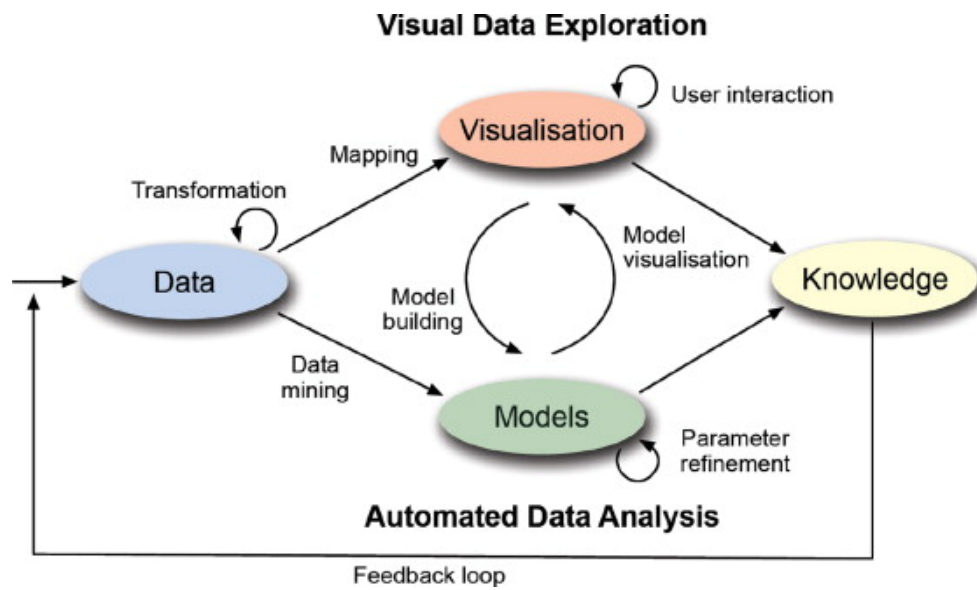 Visual Data Exploration
User interaction
Visualisation
Mapping
Transformation
Model
visualisation
Data
Knowledge
Model
building
Data
mining
Models
Parameter
refinement
Automated Data Analysis
Feedback loop